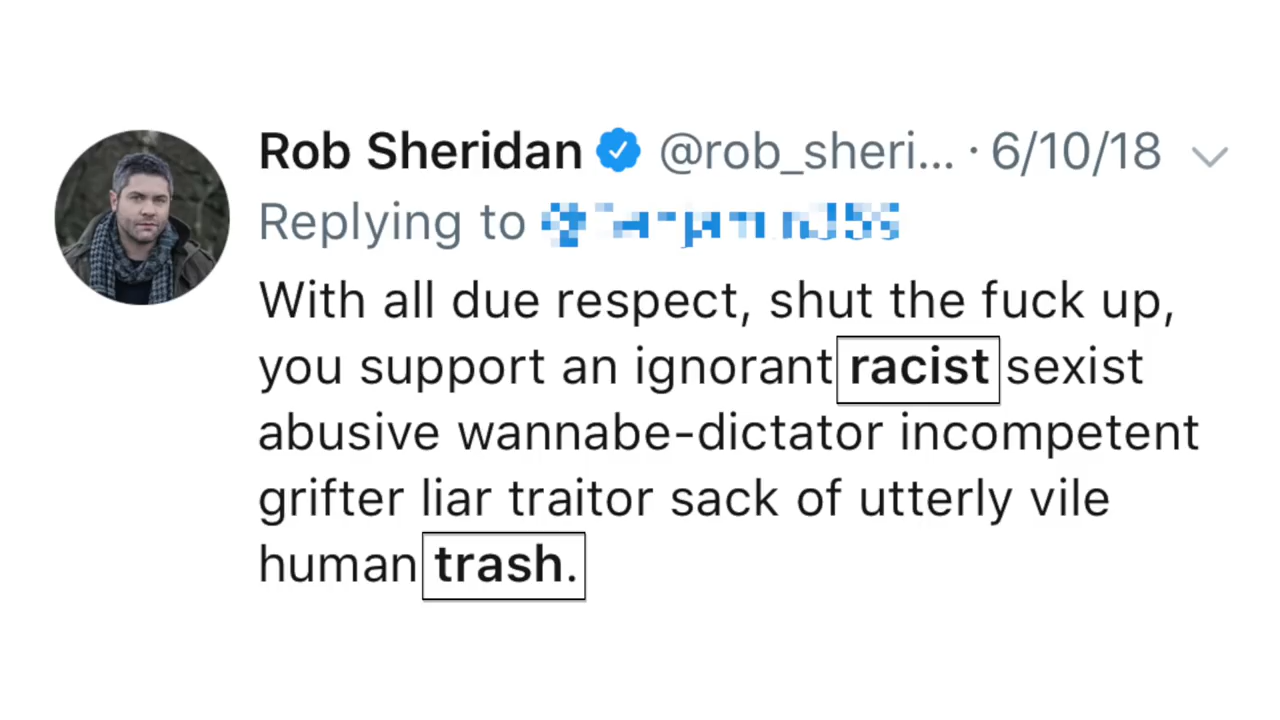 Rob Sheridan @rob_sheri... · 6/10/18
Replying to
With all due respect, shut the fuck up,
you support an ignorant racist sexist
abusive wannabe-dictator incompetent
grifter liar traitor sack of utterly vile
human trash.